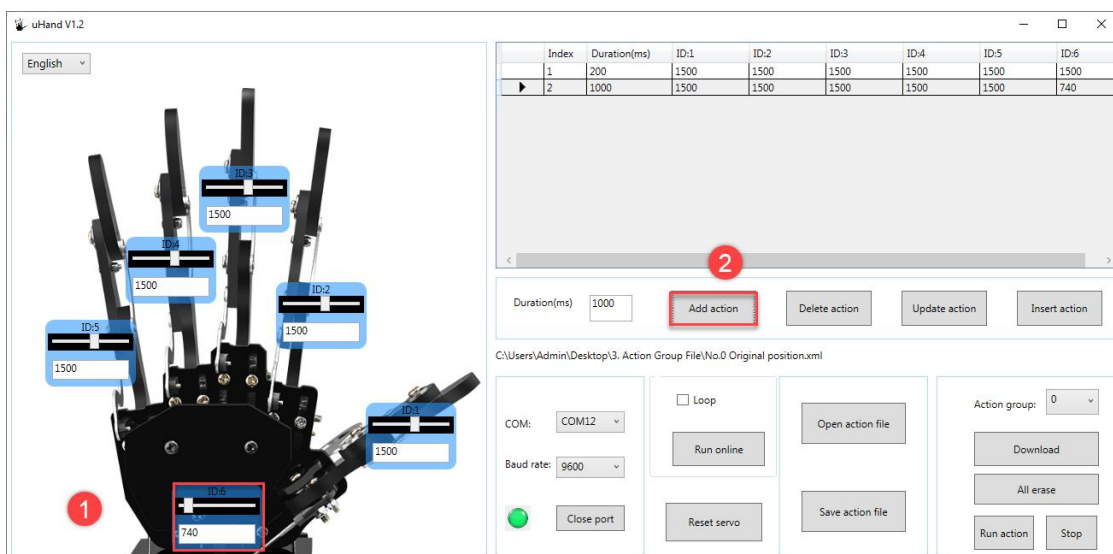 uHand V1.2
English
Index Duration(ms) ID:1 ID:2 ID:3 ID:4 ID:5 ID:6
1 200 1500 1500 1500 1500 1500 1500
2 1000 1500 1500 1500 1500 1500 740
ID:3
1500
ID:4
1500
ID:2
1500
ID:5
1500
ID:1
1500
1
ID:6
740
2
Duration(ms) 1000 Add action Delete action Update action Insert action
C:\Users\Admin\Desktop\3. Action Group File\No.0 Original position.xml
COM: COM12
Baud rate: 9600
Close port
Loop
Run online
Reset servo
Open action file
Save action file
Action group: 0
Download
All erase
Run action Stop